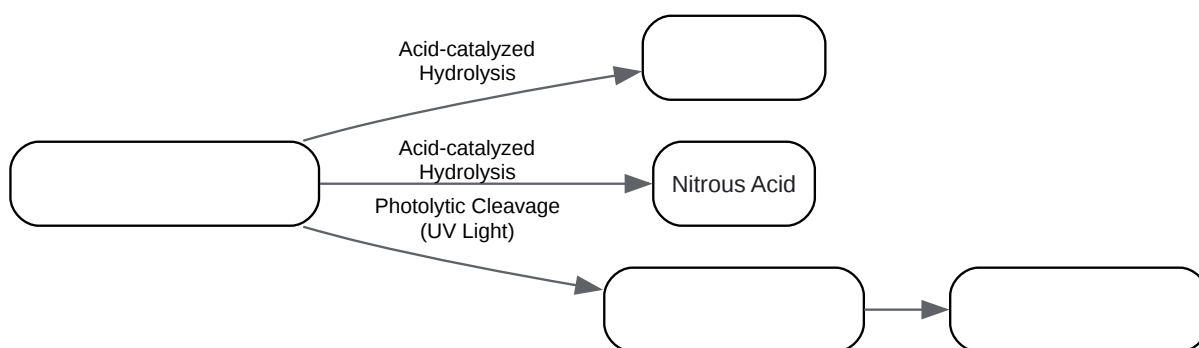 Acid-catalyzed
Hydrolysis
Acid-catalyzed
Hydrolysis
Nitrous Acid
Photolytic Cleavage
(UV Light)